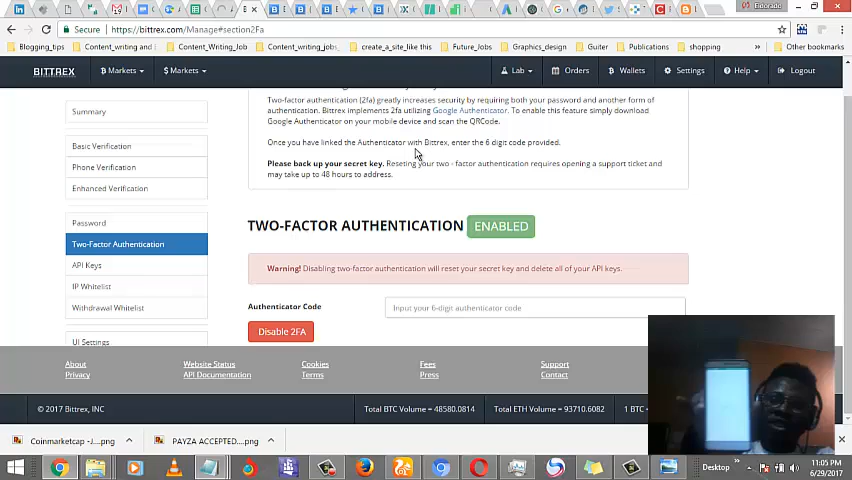 Eldorado
Secure
https://bittrex.com/Manage#section2Fa
Blogging_tips
Content_writing and
Content_Writing_Job
Content_writing_jobs
create_a_site_like this
Future_Jobs
Graphics_design
Guiter
Publications
shopping
Other bookmarks
BITTREX
Markets
Markets
Lab
Orders
Wallets
Settings
Help
Logout
Summary
Basic Verification
Phone Verification
Enhanced Verification
Password
Two-Factor Authentication
API Keys
IP Whitelist
Withdrawal Whitelist
UI Settings
Two-factor authentication (2fa) greatly increases security by requiring both your password and another form of
authentication. Bittrex implements 2fa utilizing Google Authenticator. To enable this feature simply download
Google Authenticator on your mobile device and scan the QRCode.
Once you have linked the Authenticator with Bittrex, enter the 6 digit code provided.
Please back up your secret key. Reseting your two - factor authentication requires opening a support ticket and
may take up to 48 hours to address.
TWO-FACTOR AUTHENTICATION ENABLED
Warning! Disabling two-factor authentication will reset your secret key and delete all of your API keys.
Authenticator Code
Input your 6-digit authenticator code
Disable 2FA
About
Website Status
Cookies
Fees
Support
Privacy
API Documentation
Terms
Press
Contact
© 2017 Bittrex, INC
Total BTC Volume = 48580.0814
Total ETH Volume = 93710.6082
1 BTC =
Coinmarketcap -J....png
PAYZA ACCEPTED....png
Desktop
11:05 PM
6/29/2017